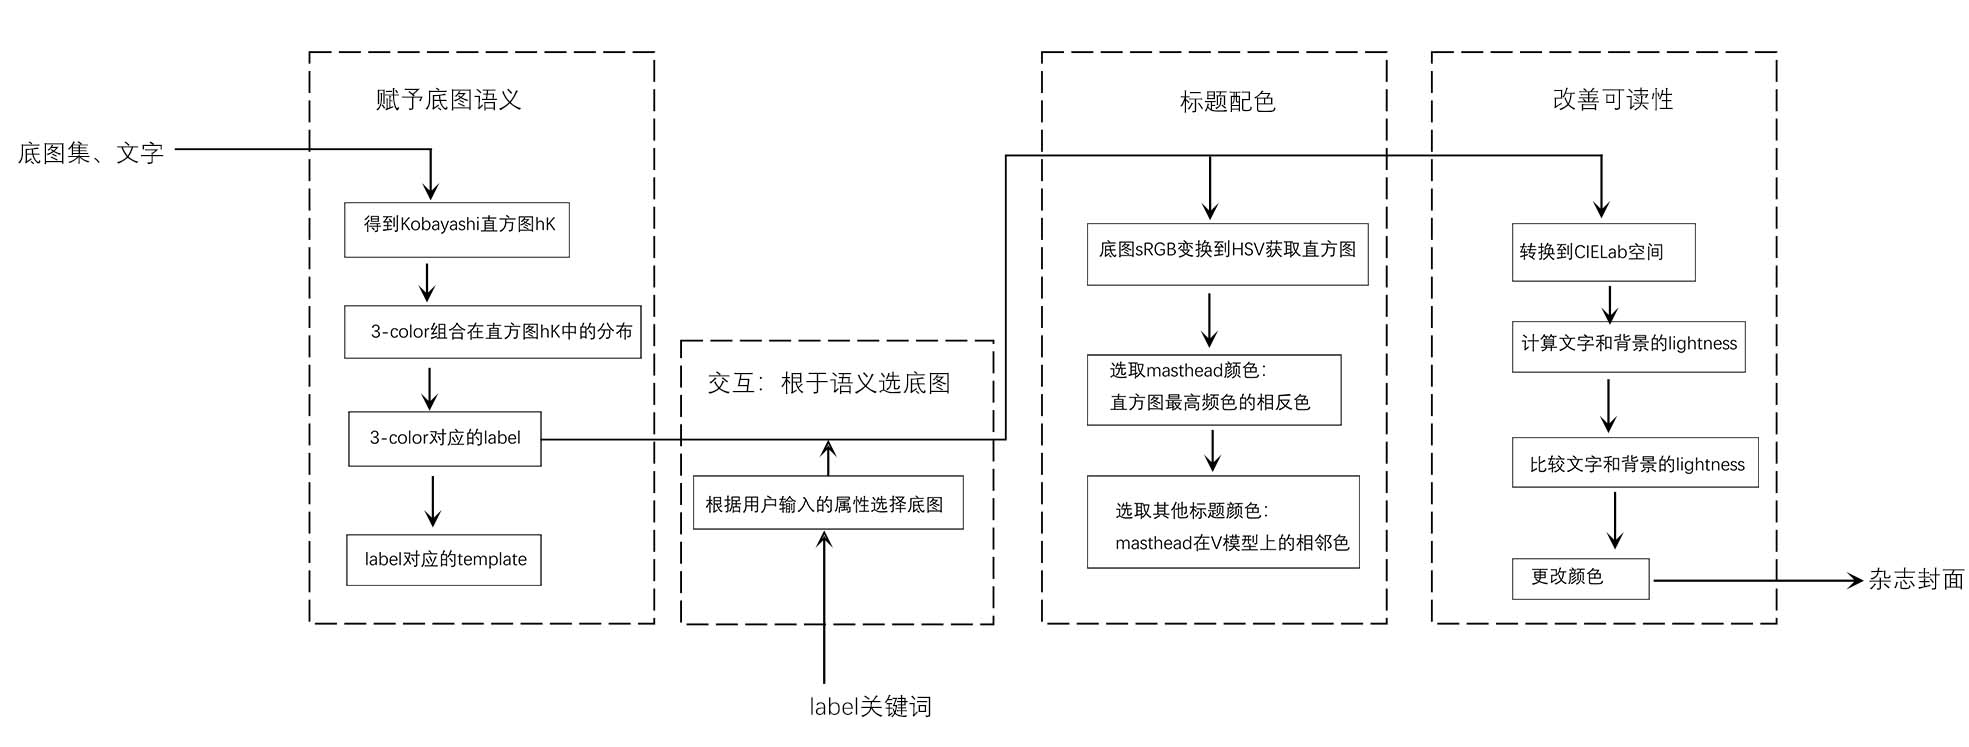 底图集、文字
赋予底图语义
得到Kobayashi直方图hK
3-color组合在直方图hK中的分布
3-color对应的label
label对应的template
交互：根于语义选底图
根据用户输入的属性选择底图
label关键词
标题配色
底图sRGB变换到HSV获取直方图
选取masthead颜色：
直方图最高频色的相反色
选取其他标题颜色：
masthead在V模型上的相邻色
改善可读性
转换到CIELab空间
计算文字和背景的lightness
比较文字和背景的lightness
更改颜色
杂志封面